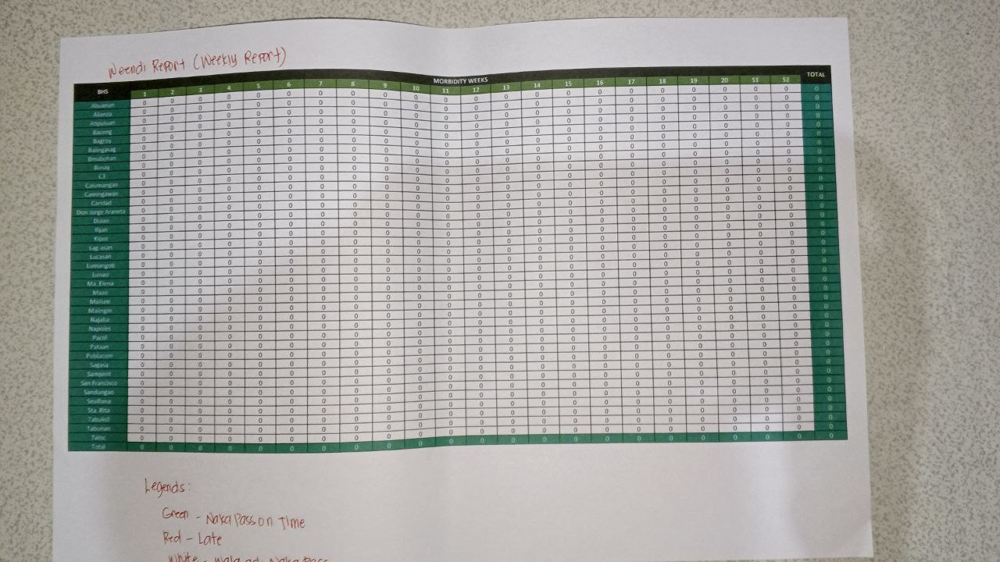 Weendi Report (Weekly Report)
BHS MORBIDITY WEEKS TOTAL
1 2 3 4 5 6 7 8 9 10 11 12 13 14 15 16 17 18 19 20 51 52
Abuanan 0 0 0 0 0 0 0 0 0 0 0 0 0 0 0 0 0 0 0 0 0 0 0
Alianza 0 0 0 0 0 0 0 0 0 0 0 0 0 0 0 0 0 0 0 0 0 0 0
Atipuluan 0 0 0 0 0 0 0 0 0 0 0 0 0 0 0 0 0 0 0 0 0 0 0
Bacong 0 0 0 0 0 0 0 0 0 0 0 0 0 0 0 0 0 0 0 0 0 0 0
Bagroy 0 0 0 0 0 0 0 0 0 0 0 0 0 0 0 0 0 0 0 0 0 0 0
Balingasag 0 0 0 0 0 0 0 0 0 0 0 0 0 0 0 0 0 0 0 0 0 0 0
Binubuhan 0 0 0 0 0 0 0 0 0 0 0 0 0 0 0 0 0 0 0 0 0 0 0
Busay 0 0 0 0 0 0 0 0 0 0 0 0 0 0 0 0 0 0 0 0 0 0 0
0 0 0 0 0 0 0 0 0 0 0 0 0 0 0 0 0 0 0 0 0 0 0
Calumangan 0 0 0 0 0 0 0 0 0 0 0 0 0 0 0 0 0 0 0 0 0 0 0
Camingawan 0 0 0 0 0 0 0 0 0 0 0 0 0 0 0 0 0 0 0 0 0 0 0
Caridad 0 0 0 0 0 0 0 0 0 0 0 0 0 0 0 0 0 0 0 0 0 0 0
Don Jorge Araneta 0 0 0 0 0 0 0 0 0 0 0 0 0 0 0 0 0 0 0 0 0 0 0
Dulao 0 0 0 0 0 0 0 0 0 0 0 0 0 0 0 0 0 0 0 0 0 0 0
Ilijan 0 0 0 0 0 0 0 0 0 0 0 0 0 0 0 0 0 0 0 0 0 0 0
Kipot 0 0 0 0 0 0 0 0 0 0 0 0 0 0 0 0 0 0 0 0 0 0 0
Lag-asan 0 0 0 0 0 0 0 0 0 0 0 0 0 0 0 0 0 0 0 0 0 0 0
Lucasan 0 0 0 0 0 0 0 0 0 0 0 0 0 0 0 0 0 0 0 0 0 0 0
Lumangob 0 0 0 0 0 0 0 0 0 0 0 0 0 0 0 0 0 0 0 0 0 0 0
Lunao 0 0 0 0 0 0 0 0 0 0 0 0 0 0 0 0 0 0 0 0 0 0 0
Ma. Elena 0 0 0 0 0 0 0 0 0 0 0 0 0 0 0 0 0 0 0 0 0 0 0
Maao 0 0 0 0 0 0 0 0 0 0 0 0 0 0 0 0 0 0 0 0 0 0 0
Mailum 0 0 0 0 0 0 0 0 0 0 0 0 0 0 0 0 0 0 0 0 0 0 0
Malingin 0 0 0 0 0 0 0 0 0 0 0 0 0 0 0 0 0 0 0 0 0 0 0
Najaba 0 0 0 0 0 0 0 0 0 0 0 0 0 0 0 0 0 0 0 0 0 0 0
Napoles 0 0 0 0 0 0 0 0 0 0 0 0 0 0 0 0 0 0 0 0 0 0 0
Pacol 0 0 0 0 0 0 0 0 0 0 0 0 0 0 0 0 0 0 0 0 0 0 0
Pataan 0 0 0 0 0 0 0 0 0 0 0 0 0 0 0 0 0 0 0 0 0 0 0
Poblacion 0 0 0 0 0 0 0 0 0 0 0 0 0 0 0 0 0 0 0 0 0 0 0
Sagasa 0 0 0 0 0 0 0 0 0 0 0 0 0 0 0 0 0 0 0 0 0 0 0
Sampinit 0 0 0 0 0 0 0 0 0 0 0 0 0 0 0 0 0 0 0 0 0 0 0
San Francisco 0 0 0 0 0 0 0 0 0 0 0 0 0 0 0 0 0 0 0 0 0 0 0
Sandungao 0 0 0 0 0 0 0 0 0 0 0 0 0 0 0 0 0 0 0 0 0 0 0
Sevillana 0 0 0 0 0 0 0 0 0 0 0 0 0 0 0 0 0 0 0 0 0 0 0
Sta. Rita 0 0 0 0 0 0 0 0 0 0 0 0 0 0 0 0 0 0 0 0 0 0 0
Tabukol 0 0 0 0 0 0 0 0 0 0 0 0 0 0 0 0 0 0 0 0 0 0 0
Tabunan 0 0 0 0 0 0 0 0 0 0 0 0 0 0 0 0 0 0 0 0 0 0 0
Taloc 0 0 0 0 0 0 0 0 0 0 0 0 0 0 0 0 0 0 0 0 0 0 0
Total 0 0 0 0 0 0 0 0 0 0 0 0 0 0 0 0 0 0 0 0 0 0 0
Legends:
Green - Naka Pass on Time
Red - Late
White - Wala Naka Pass